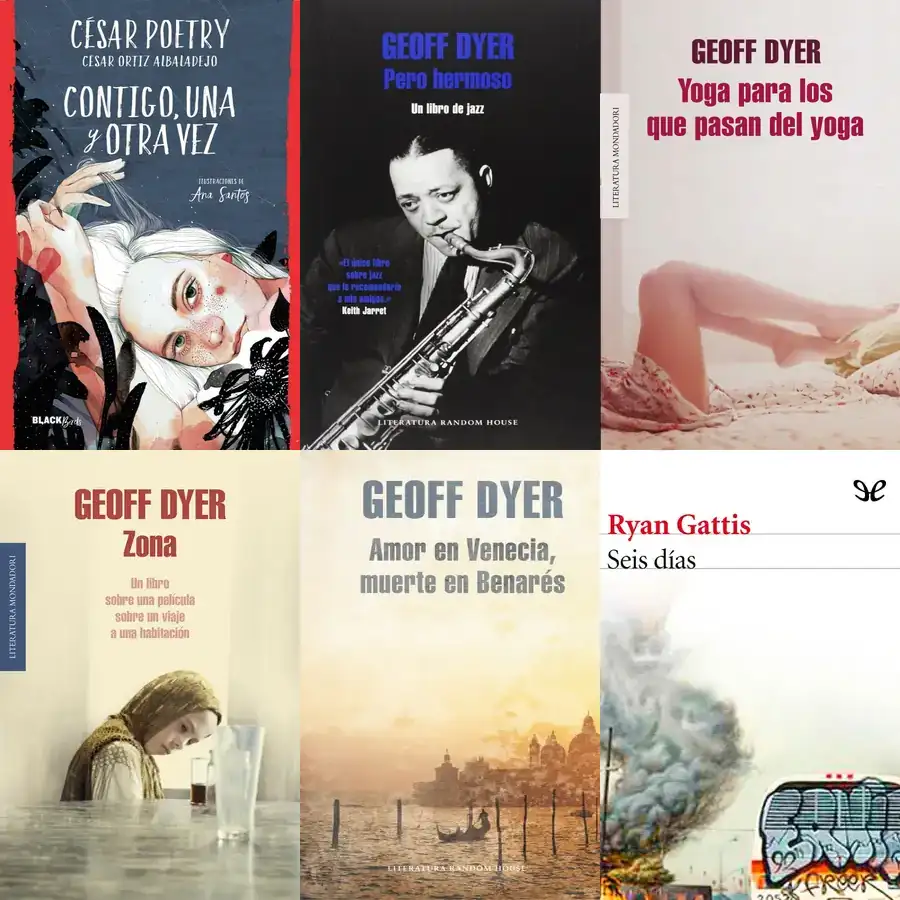 CÉSAR POETRY
CÉSAR ORTIZ ALBALADEJO
CONTIGO, UNA
y OTRA VEZ
ILUSTRACIONES DE
Ana Santos
BLACKBirds
GEOFF DYER
Pero hermoso
Un libro de jazz
«El único libro
sobre jazz
que le recomendaría
a mis amigos.»
Keith Jarret
LITERATURA RANDOM HOUSE
GEOFF DYER
Yoga para los
que pasan del yoga
LITERATURA MONDADORI
GEOFF DYER
Zona
Un libro
sobre una película
sobre un viaje
a una habitación
LITERATURA MONDADORI
GEOFF DYER
Amor en Venecia,
muerte en Benarés
LITERATURA RANDOM HOUSE
Ryan Gattis
Seis días